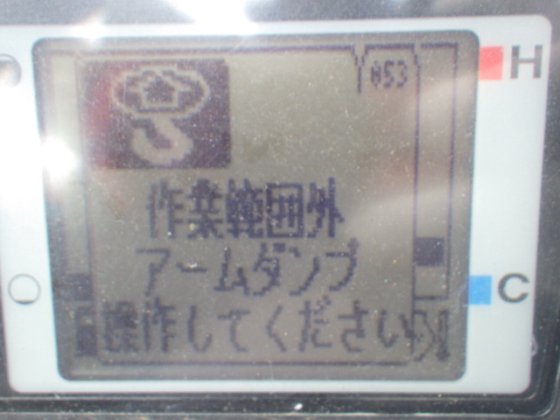 053
H
作業範囲外
アームダンプ
操作してください
C